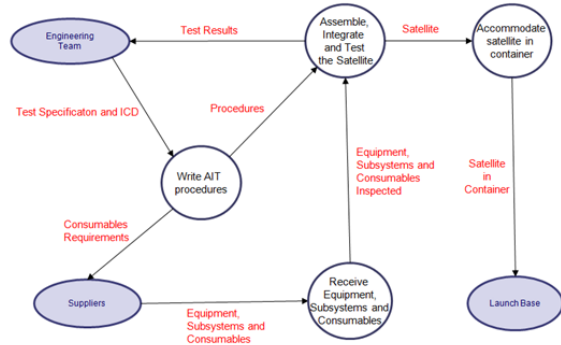 Engineering
Team
Test Results
Assemble,
Integrate
and Test
the Satellite
Satellite
Accommodate
satellite in
container
Test Specificaton and ICD
Procedures
Write AIT
procedures
Equipment,
Subsystems and
Consumables
Inspected
Satellite
in
Container
Consumables
Requirements
Suppliers
Equipment,
Subsystems and
Consumables
Receive
Equipment,
Subsystems and
Consumables
Launch Base